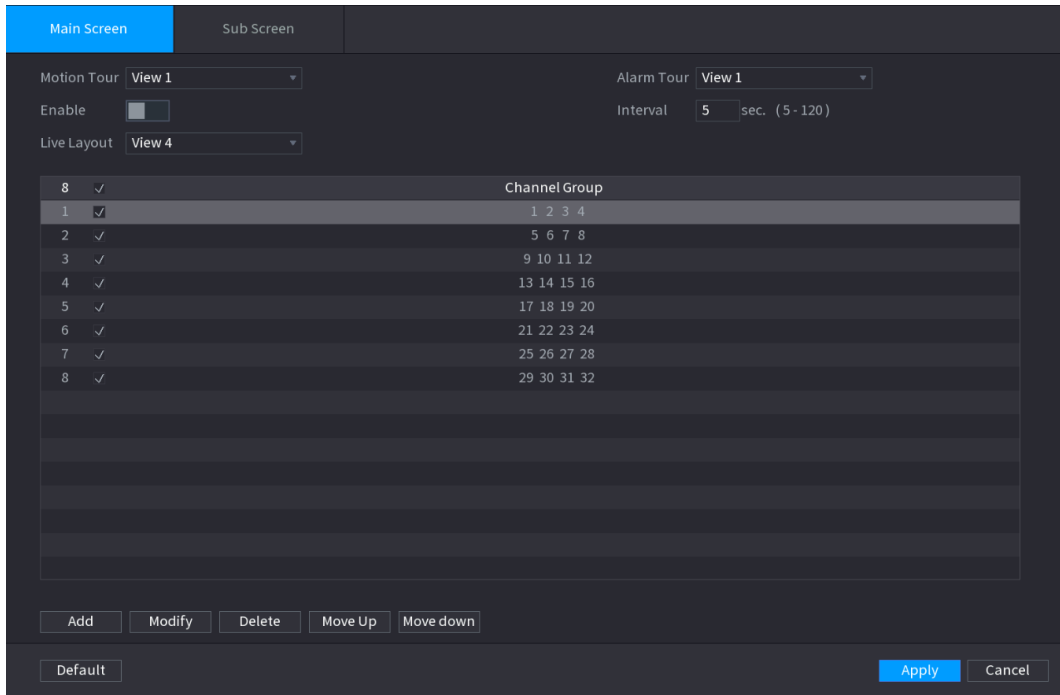 Main Screen Sub Screen
Motion Tour View 1 Alarm Tour View 1
Enable Interval 5 sec. (5-120)
Live Layout View 4
8 Channel Group
1 1 2 3 4
2 5 6 7 8
3 9 10 11 12
4 13 14 15 16
5 17 18 19 20
6 21 22 23 24
7 25 26 27 28
8 29 30 31 32
Add Modify Delete Move Up Move down
Default Apply Cancel